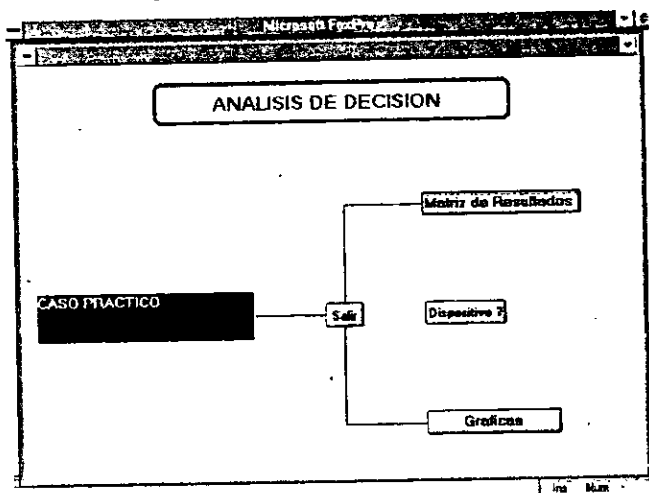 Microsoft FoxPro
ANALISIS DE DECISION
Matriz de Resultados
CASO PRACTICO
Salir
Dispositivo ?
Graficas
Ins Num